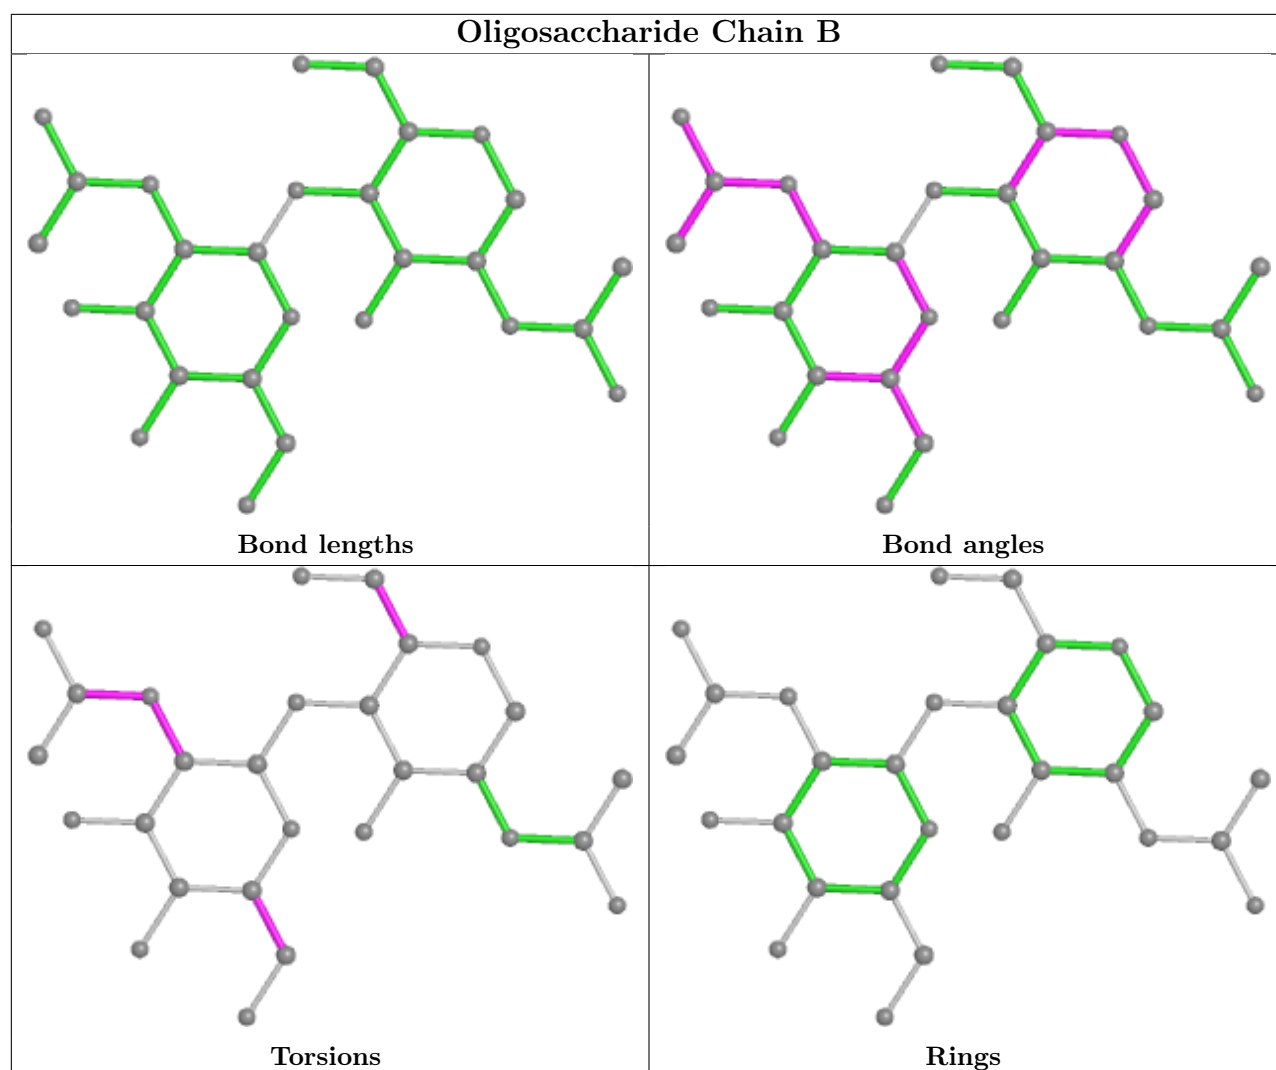 Oligosaccharide Chain B
Bond lengths
Bond angles
Torsions
Rings